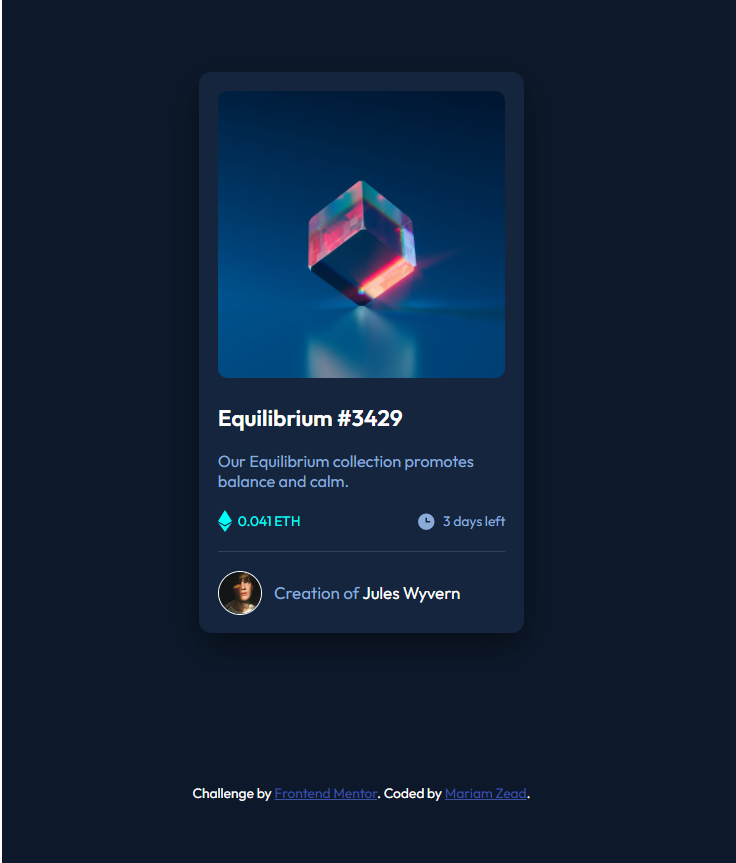 Equilibrium #3429
Our Equilibrium collection promotes
balance and calm.
0.041 ETH
3 days left
Creation of Jules Wyvern
Challenge by Frontend Mentor. Coded by Mariam Zead.